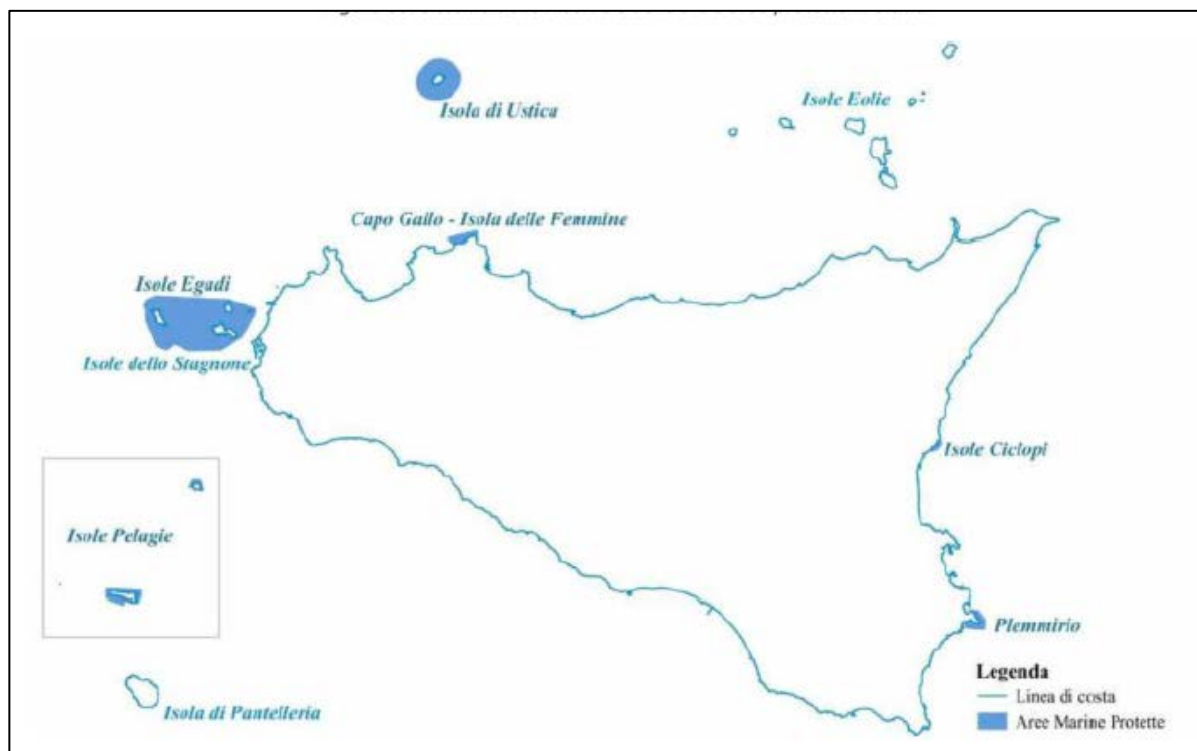 Isola di Ustica
Isole Eolie
Capo Gallo - Isola delle Femmine
Isole Egadi
Isole dello Stagnone
Isole Ciclopi
Isole Pelagie
Plemmirio
Isola di Pantelleria
Legenda
Linea di costa
Aree Marine Protette